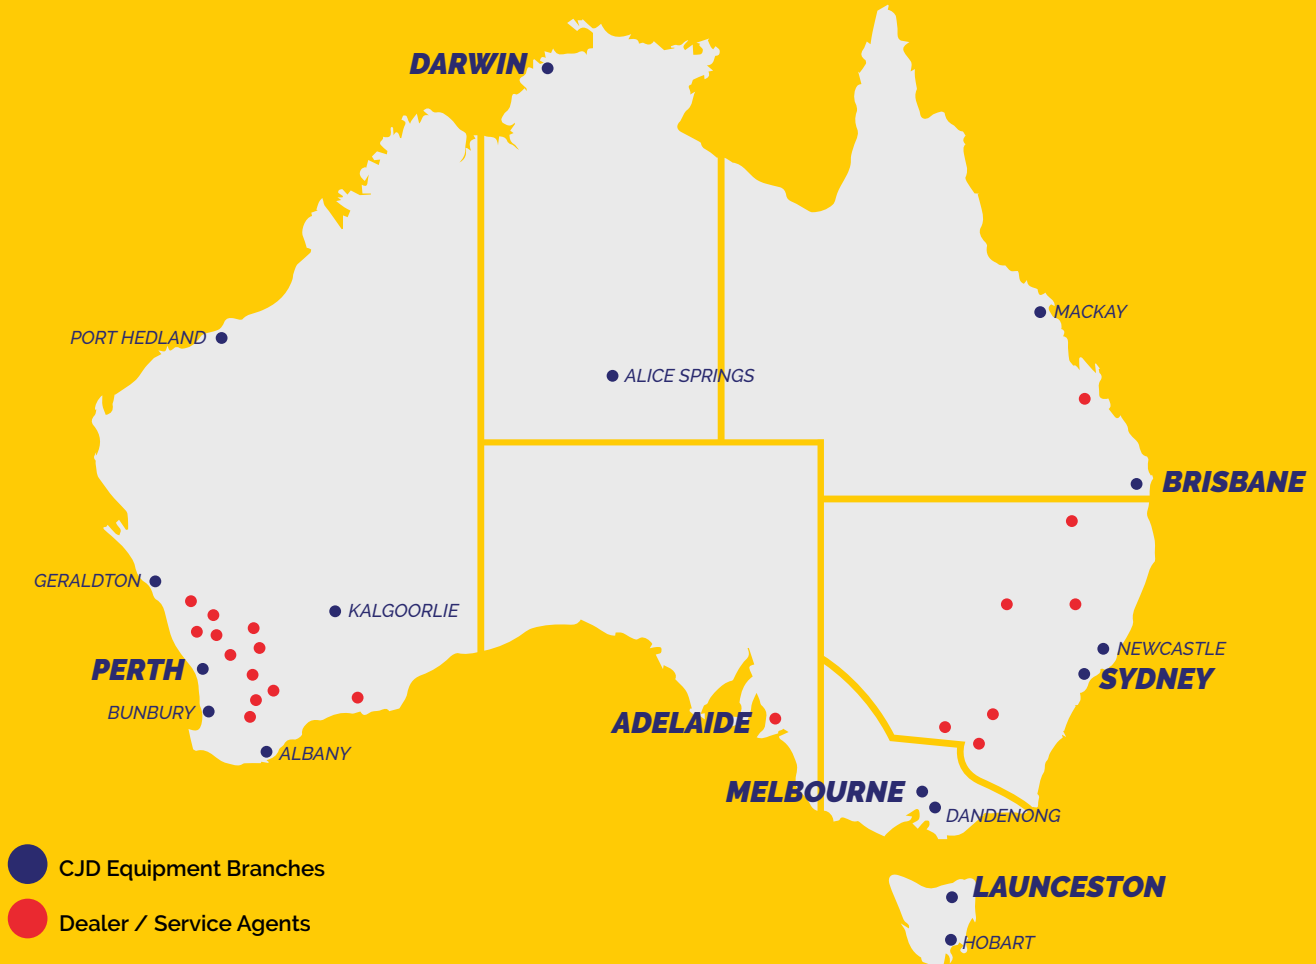 DARWIN
MACKAY
PORT HEDLAND
ALICE SPRINGS
BRISBANE
GERALDTON
KALGOORLIE
NEWCASTLE
PERTH
SYDNEY
BUNBURY
ADELAIDE
ALBANY
MELBOURNE
DANDENONG
CJD Equipment Branches
LAUNCESTON
Dealer / Service Agents
HOBART